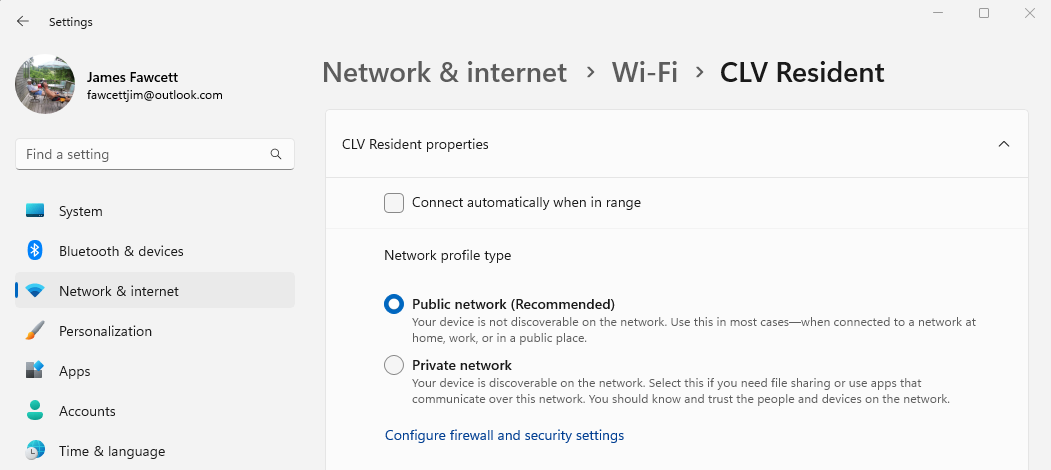 Settings
James Fawcett
fawcettjim@outlook.com
Find a setting
System
Bluetooth & devices
Network & internet
Personalization
Apps
Accounts
Time & language
Network & internet > Wi-Fi > CLV Resident
CLV Resident properties
Connect automatically when in range
Network profile type
Public network (Recommended)
Your device is not discoverable on the network. Use this in most cases—when connected to a network at
home, work, or in a public place.
Private network
Your device is discoverable on the network. Select this if you need file sharing or use apps that
communicate over this network. You should know and trust the people and devices on the network.
Configure firewall and security settings